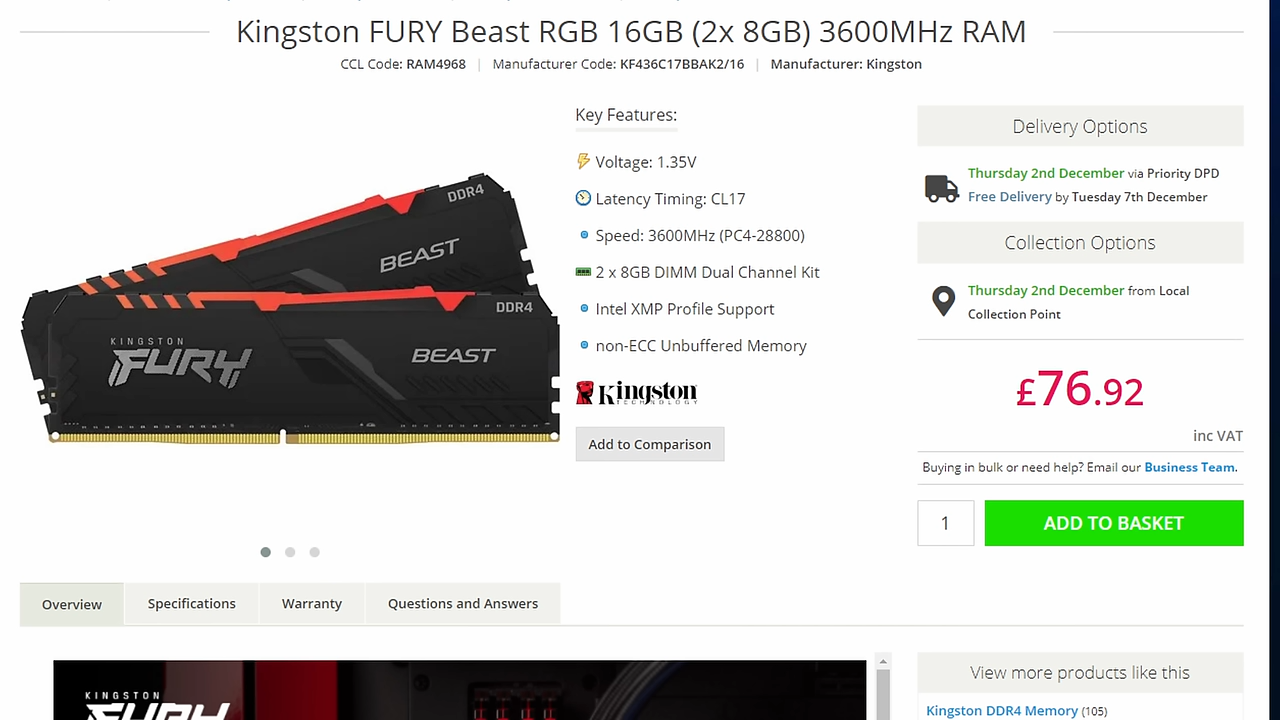 Kingston FURY Beast RGB 16GB (2x 8GB) 3600MHz RAM
CCL Code: RAM4968 | Manufacturer Code: KF436C17BBAK2/16 | Manufacturer: Kingston
DDR4
BEAST
DDR4
KINGSTON
FURY
BEAST
Key Features:
Voltage: 1.35V
Latency Timing: CL17
Speed: 3600MHz (PC4-28800)
2 x 8GB DIMM Dual Channel Kit
Intel XMP Profile Support
non-ECC Unbuffered Memory
Kingston
TECHNOLOGY
Add to Comparison
Delivery Options
Thursday 2nd December via Priority DPD
Free Delivery by Tuesday 7th December
Collection Options
Thursday 2nd December from Local
Collection Point
£76.92
inc VAT
Buying in bulk or need help? Email our Business Team.
1
ADD TO BASKET
Overview
Specifications
Warranty
Questions and Answers
KINGSTON
FURY
View more products like this
Kingston DDR4 Memory (105)